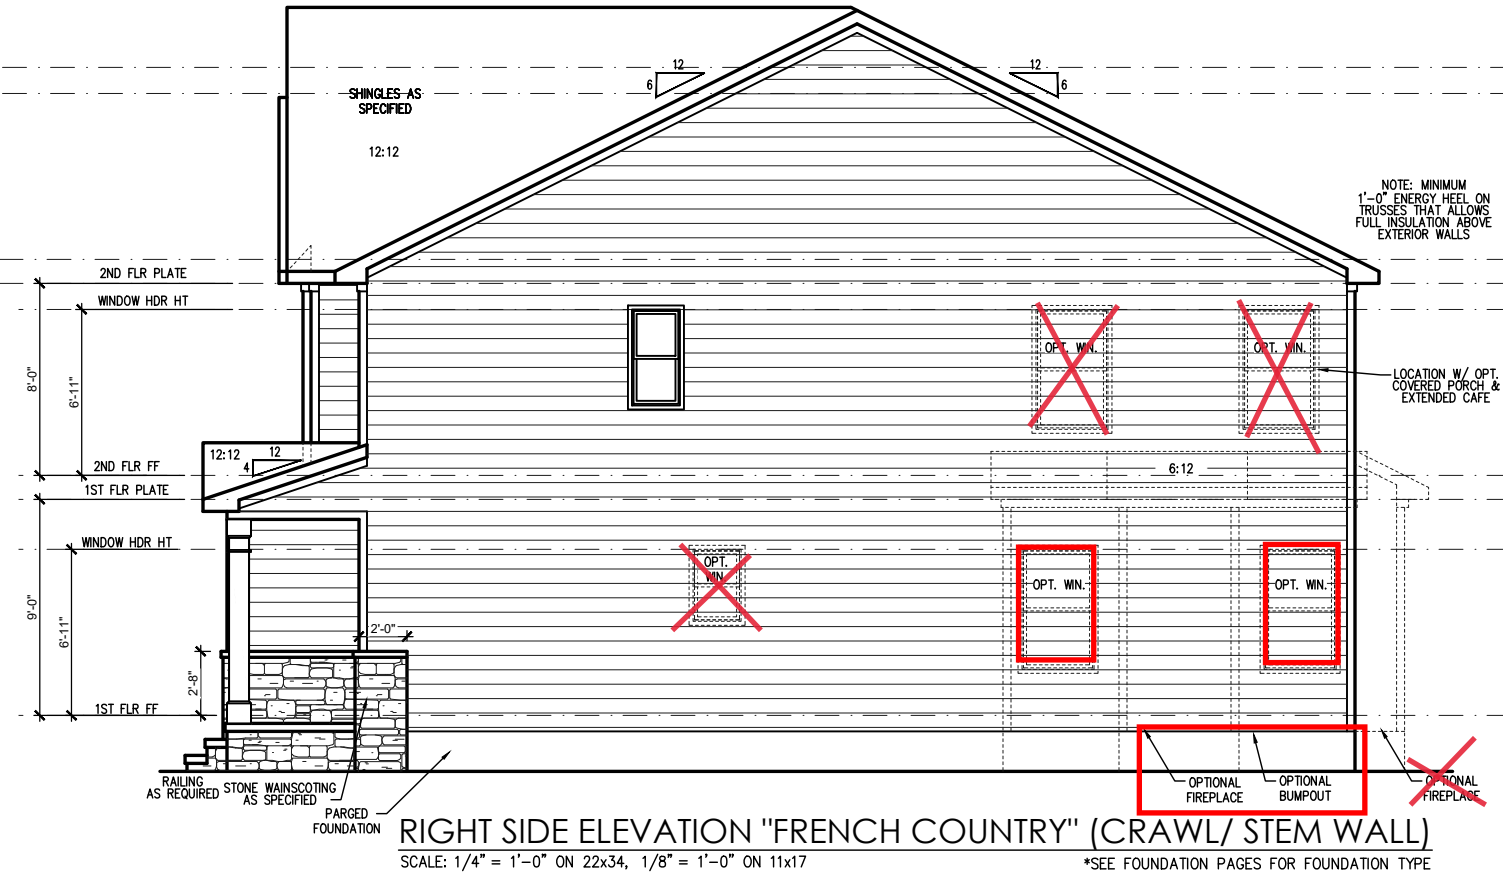 12
6
12
6
SHINGLES AS
SPECIFIED
12:12
NOTE: MINIMUM
1'-0" ENERGY HEEL ON
TRUSSES THAT ALLOWS
FULL INSULATION ABOVE
EXTERIOR WALLS
2ND FLR PLATE
WINDOW HDR HT
8'-0"
6'-11"
OPT. WIN.
OPT. WIN.
LOCATION W/ OPT.
COVERED PORCH &
EXTENDED CAFE
12:12
12
4
2ND FLR FF
1ST FLR PLATE
6:12
WINDOW HDR HT
9'-0"
6'-11"
OPT.
WIN.
OPT. WIN.
OPT. WIN.
2'-0"
2'-8"
1ST FLR FF
RAILING
AS REQUIRED
STONE WAINSCOTING
AS SPECIFIED
PARGED
FOUNDATION
OPTIONAL
FIREPLACE
OPTIONAL
BUMPOUT
OPTIONAL
FIREPLACE
RIGHT SIDE ELEVATION "FRENCH COUNTRY" (CRAWL/ STEM WALL)
SCALE: 1/4" = 1'-0" ON 22x34, 1/8" = 1'-0" ON 11x17
*SEE FOUNDATION PAGES FOR FOUNDATION TYPE